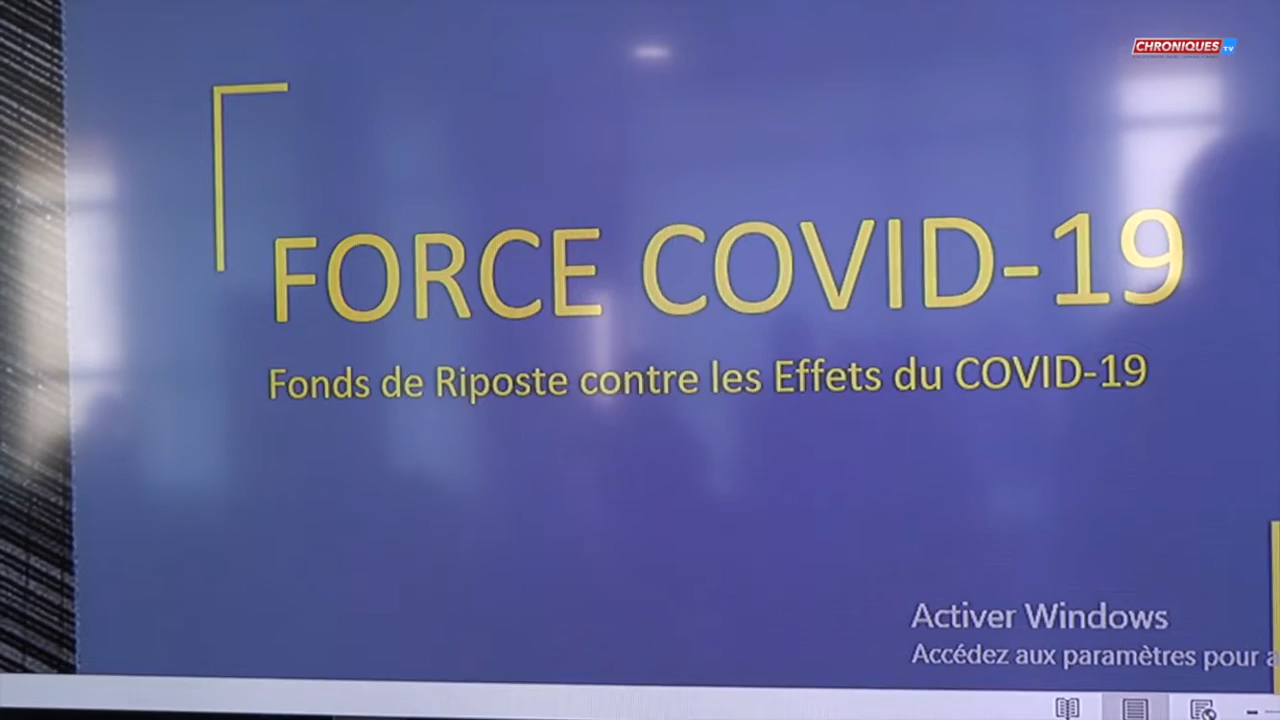 CHRONIQUES TV
FORCE COVID-19
Fonds de Riposte contre les Effets du COVID-19
Activer Windows
Accédez aux paramètres pour a